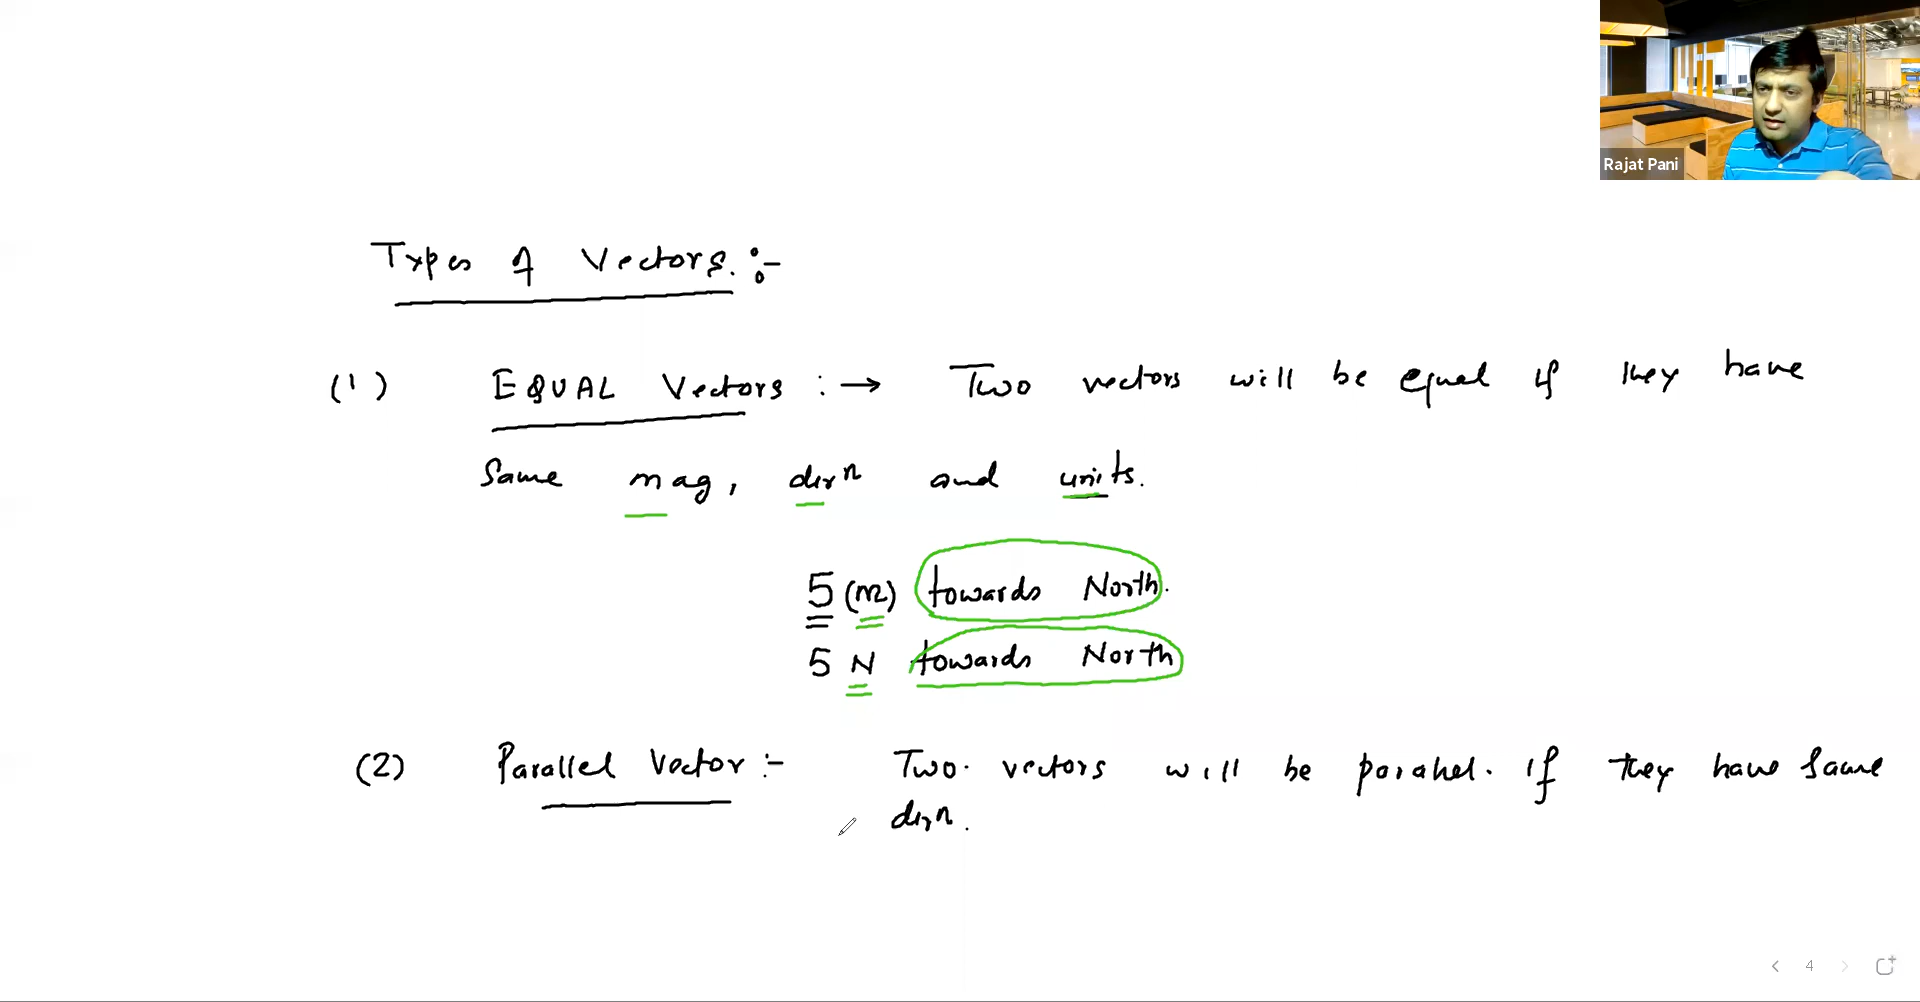 Rajat Pani
Types of Vectors. :-
(1) EQUAL Vectors :→ Two vectors will be equal if they have
Same mag, dirⁿ and units.
5 (m) towards North.
5 N towards North
(2) Parallel Vector :- Two vectors will be parallel. if they have same
dirⁿ.
4